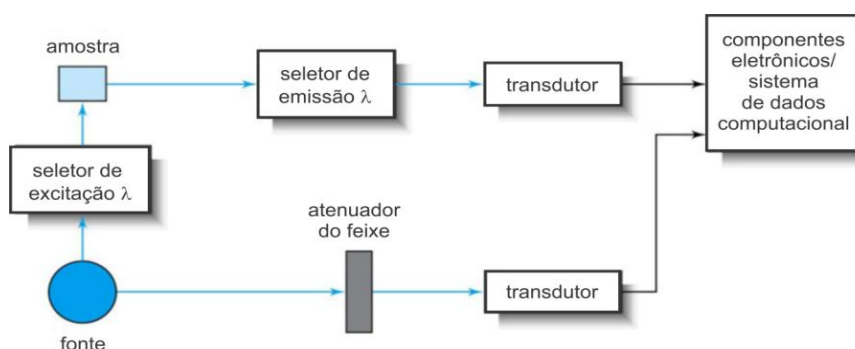 amostra
seletor de
emissão λ
transdutor
componentes
eletrônicos/
sistema
de dados
computacional
seletor de
excitação λ
atenuador
do feixe
transdutor
fonte